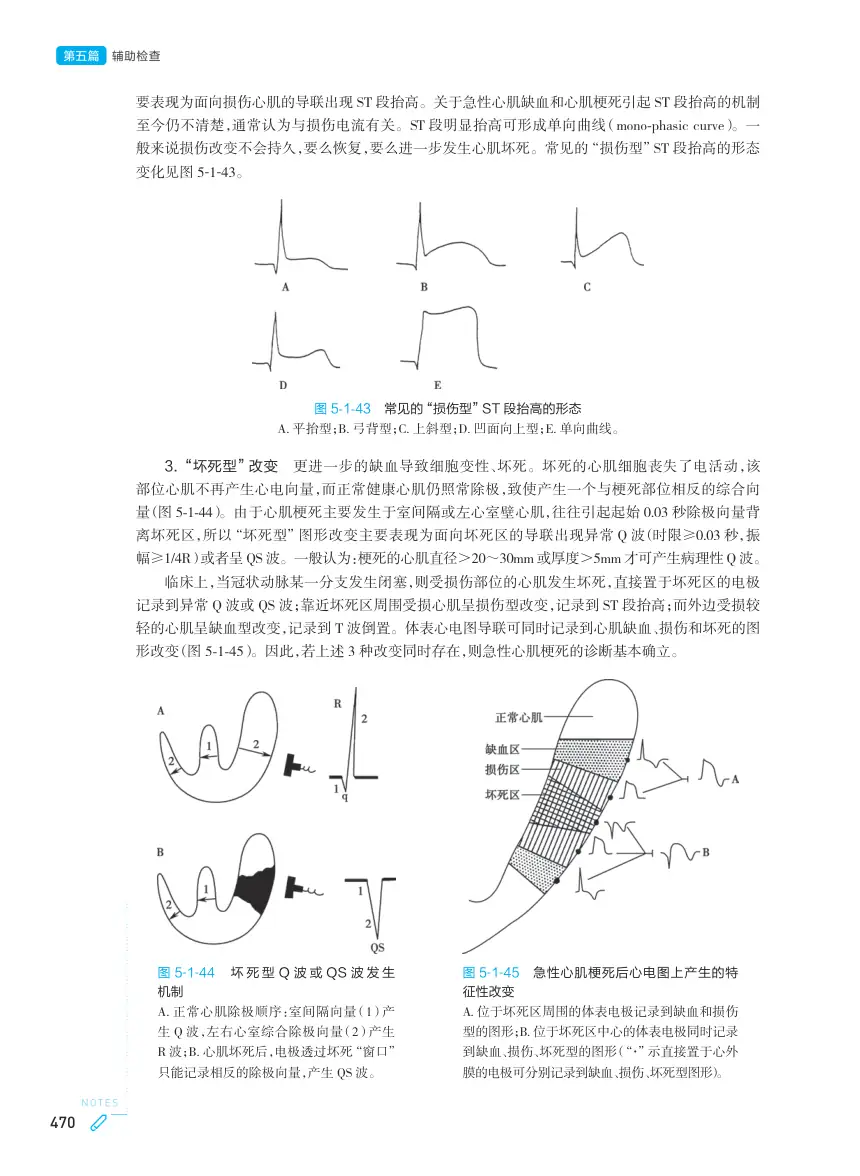 第五篇 辅助检查
要表现为面向损伤心肌的导联出现 ST 段抬高。关于急性心肌缺血和心肌梗死引起 ST 段抬高的机制
至今仍不清楚,通常认为与损伤电流有关。ST 段明显抬高可形成单向曲线(mono-phasic curve)。一
般来说损伤改变不会持久,要么恢复,要么进一步发生心肌坏死。常见的“损伤型”ST 段抬高的形态
变化见图 5-1-43。
A B C
D E
图 5-1-43 常见的“损伤型”ST 段抬高的形态
A. 平抬型;B. 弓背型;C. 上斜型;D. 凹面向上型;E. 单向曲线。
3. “坏死型”改变 更进一步的缺血导致细胞变性、坏死。坏死的心肌细胞丧失了电活动,该
部位心肌不再产生心电向量,而正常健康心肌仍照常除极,致使产生一个与梗死部位相反的综合向
量(图 5-1-44)。由于心肌梗死主要发生于室间隔或左心室壁心肌,往往引起起始 0.03 秒除极向量背
离坏死区,所以“坏死型”图形改变主要表现为面向坏死区的导联出现异常 Q 波(时限≥0.03 秒,振
幅≥1/4R)或者呈 QS 波。一般认为:梗死的心肌直径>20~30mm 或厚度>5mm 才可产生病理性 Q 波。
临床上,当冠状动脉某一分支发生闭塞,则受损伤部位的心肌发生坏死,直接置于坏死区的电极
记录到异常 Q 波或 QS 波;靠近坏死区周围受损心肌呈损伤型改变,记录到 ST 段抬高;而外边受损较
轻的心肌呈缺血型改变,记录到 T 波倒置。体表心电图导联可同时记录到心肌缺血、损伤和坏死的图
形改变(图 5-1-45)。因此,若上述 3 种改变同时存在,则急性心肌梗死的诊断基本确立。
A
1
2
2
R
2
1
q
B
1
2
1
2
QS
图 5-1-44 坏死型 Q 波或 QS 波发生
机制
A. 正常心肌除极顺序:室间隔向量(1)产
生 Q 波,左右心室综合除极向量(2)产生
R 波;B. 心肌坏死后,电极透过坏死“窗口”
只能记录相反的除极向量,产生 QS 波。
正常心肌
缺血区
损伤区
坏死区
A
B
图 5-1-45 急性心肌梗死后心电图上产生的特
征性改变
A. 位于坏死区周围的体表电极记录到缺血和损伤
型的图形;B. 位于坏死区中心的体表电极同时记录
到缺血、损伤、坏死型的图形(“·”示直接置于心外
膜的电极可分别记录到缺血、损伤、坏死型图形)。
NOTES
470